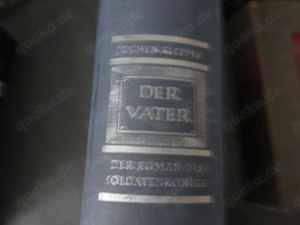 JOCHEN KLEPPER
DER
VATER
DER ROMAN DES
SOLDATENKÖNIGS
quoka.de